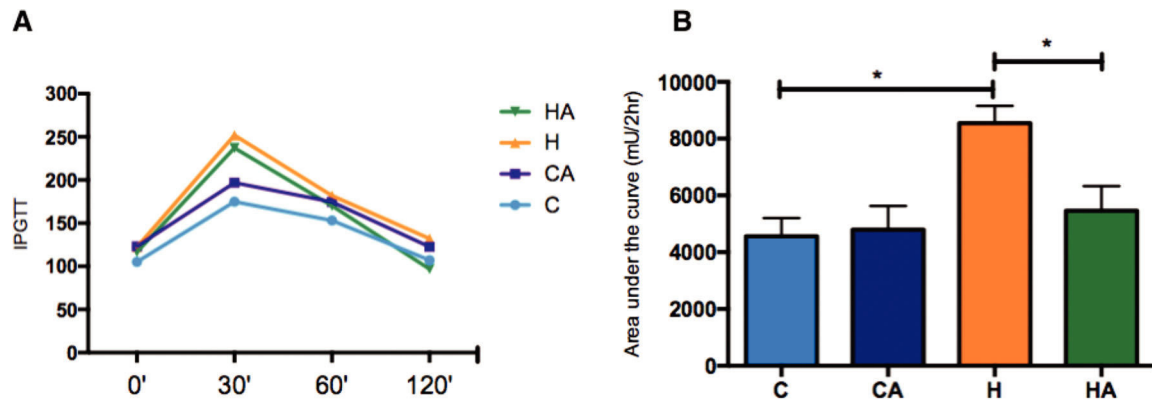 A
IPGTT
300
250
200
150
100
50
0
0' 30' 60' 120'
HA
H
CA
C
B
Area under the curve (mU/2hr)
10000
8000
6000
4000
2000
0
*
*
C CA H HA